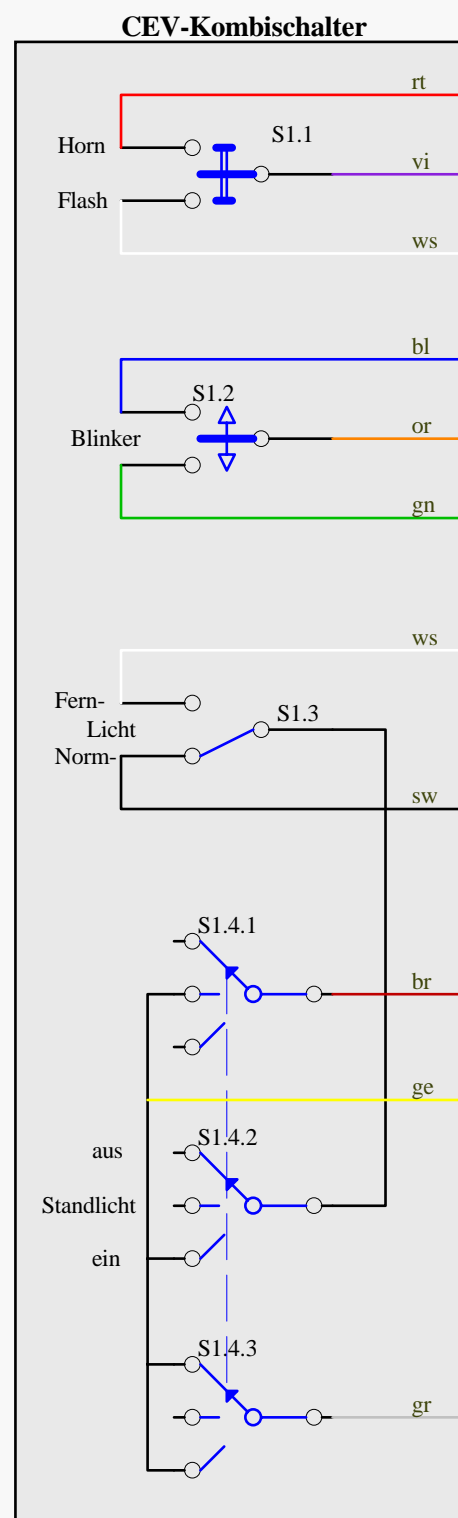 CEV-Kombischalter
rt
Horn
S1.1
vi
Flash
ws
bl
S1.2
or
Blinker
gn
ws
Fern-
S1.3
Licht
Norm-
sw
S1.4.1
br
ge
aus
S1.4.2
Standlicht
ein
S1.4.3
gr